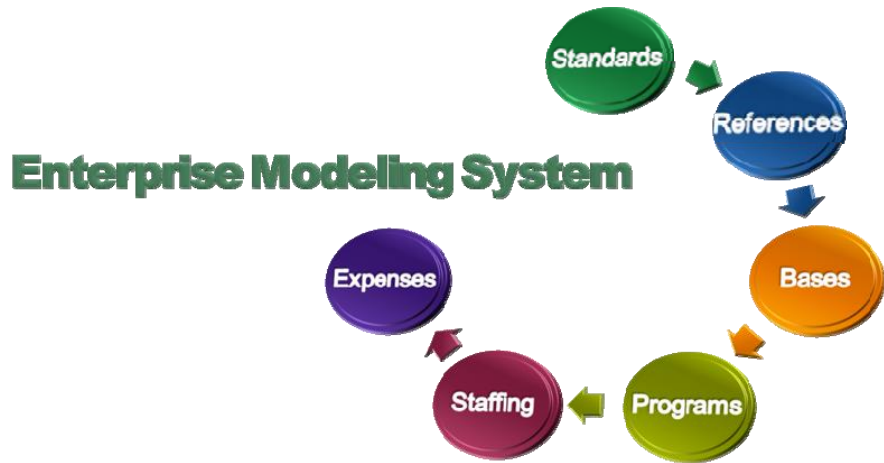 Standards
References
Enterprise Modeling System
Expenses
Bases
Staffing
Programs